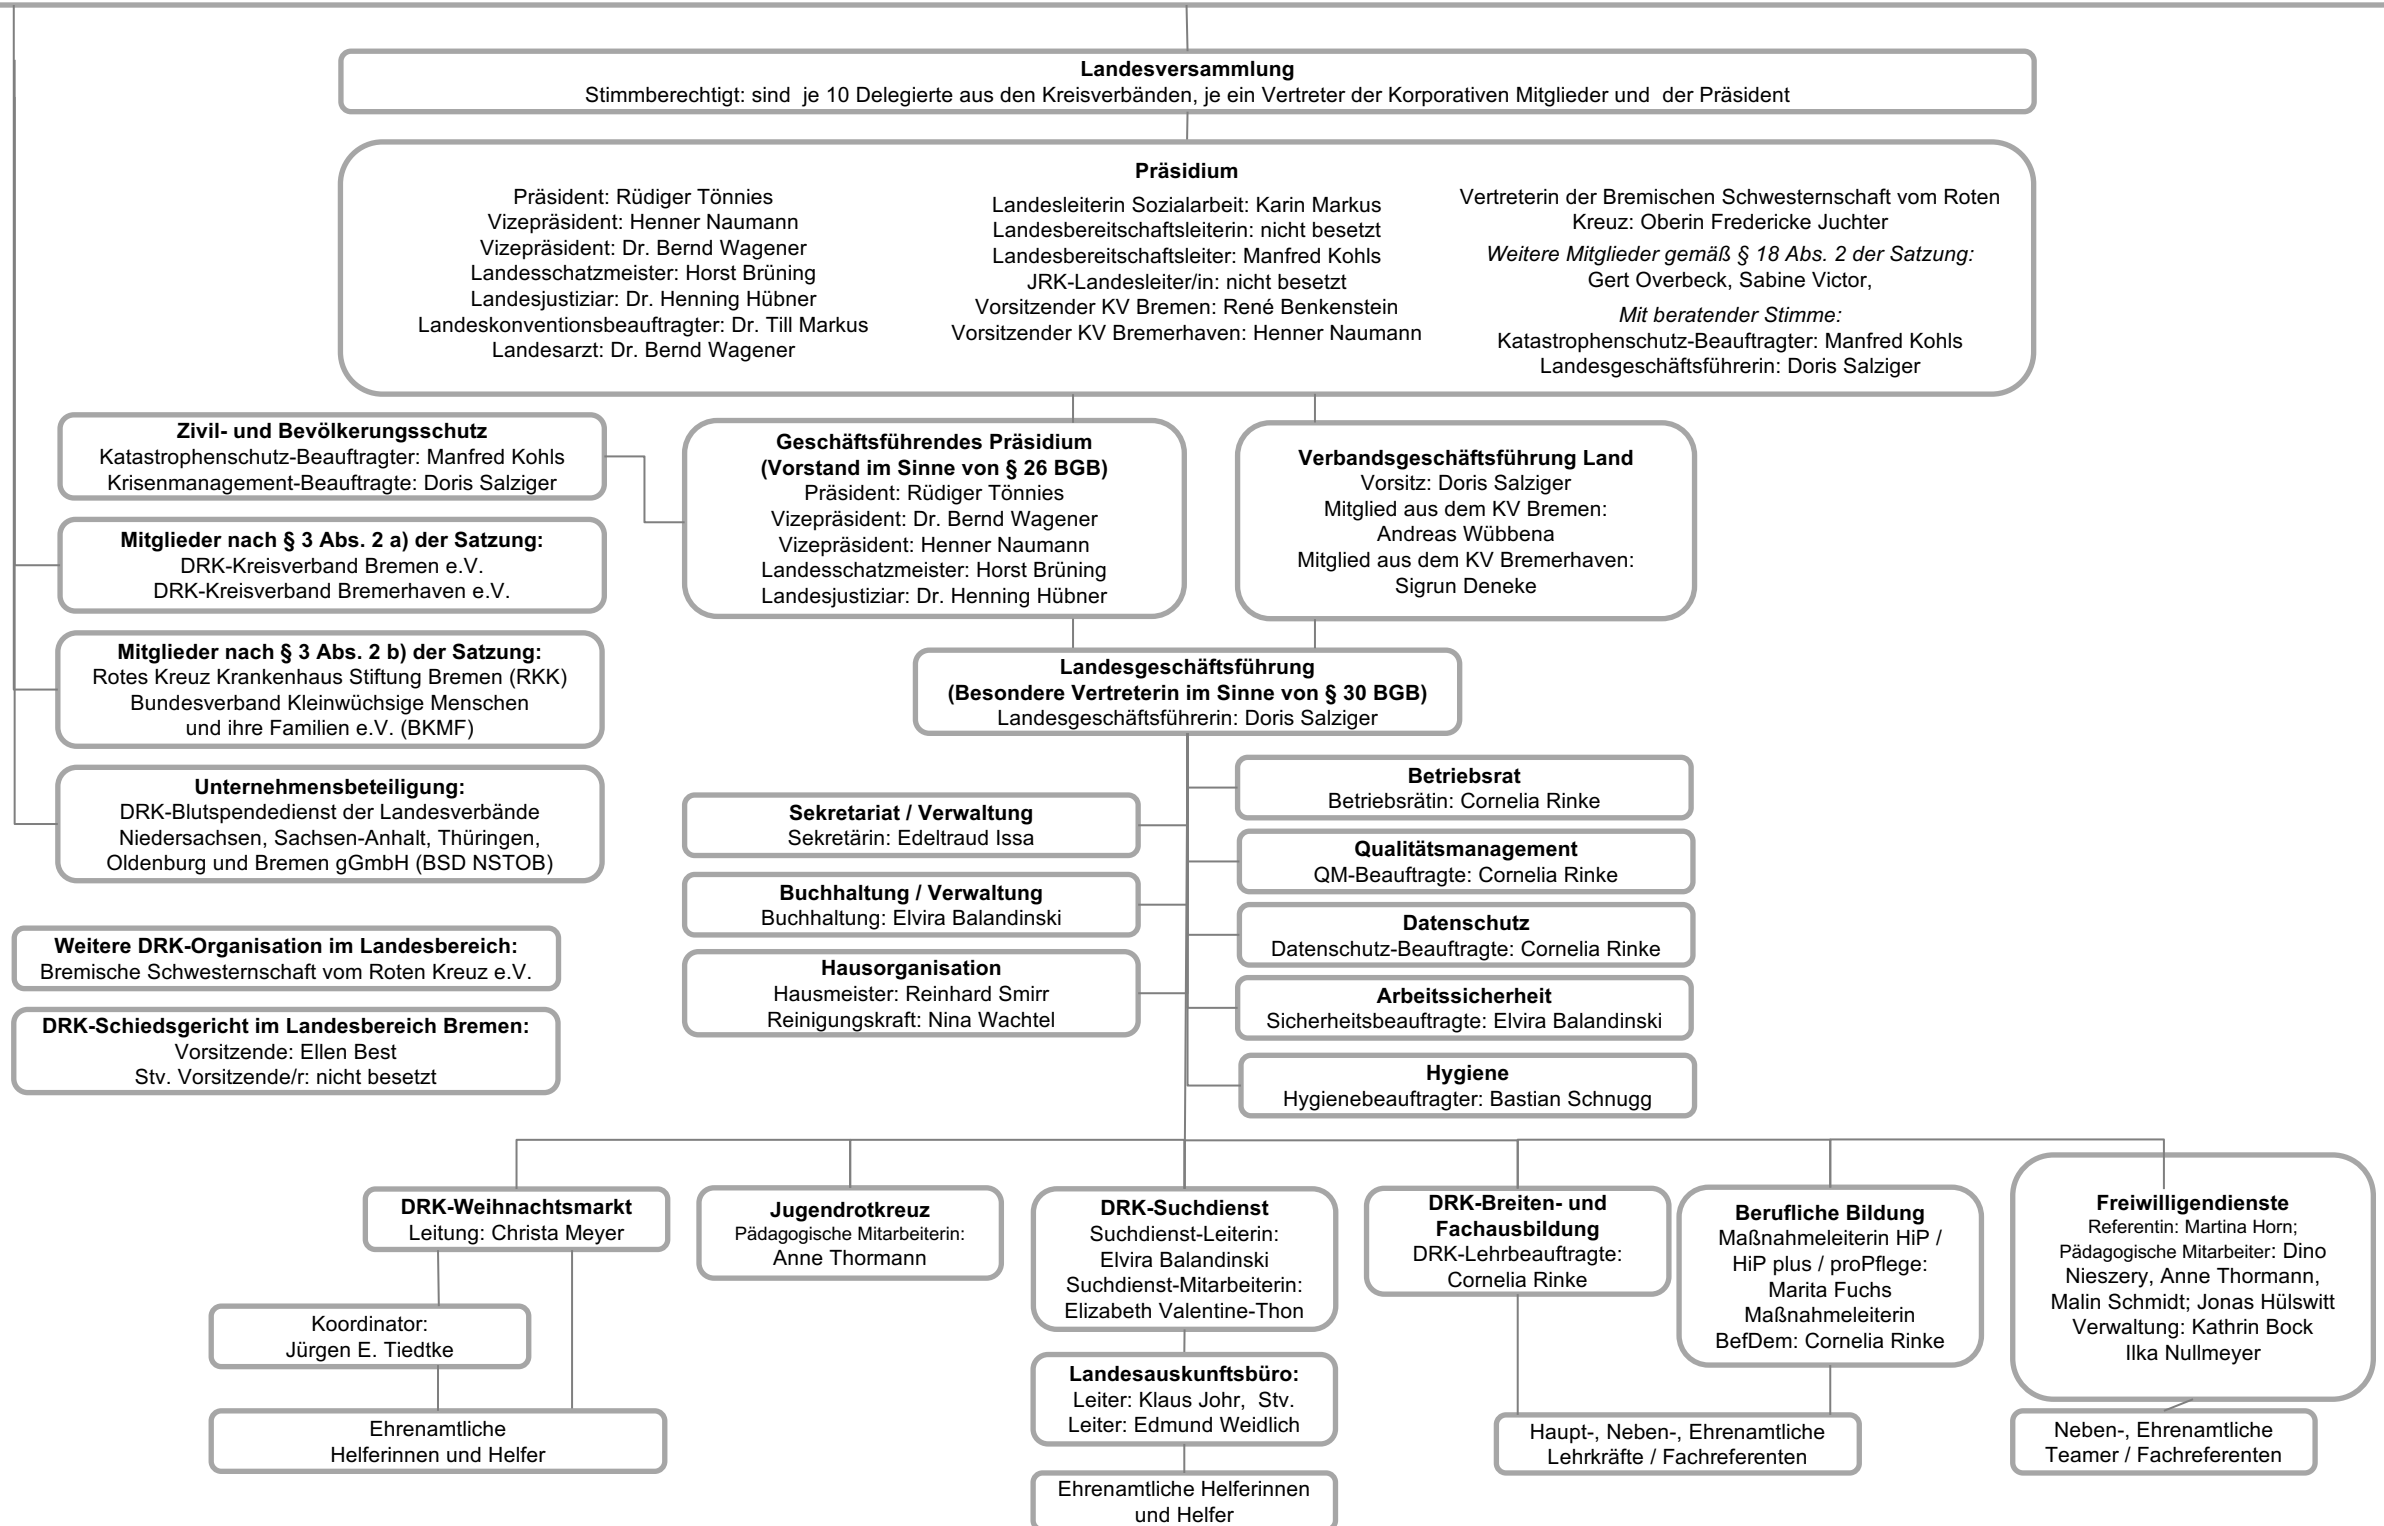 Landesversammlung
Stimmberechtigt: sind je 10 Delegierte aus den Kreisverbänden, je ein Vertreter der Korporativen Mitglieder und der Präsident
Präsidium
Präsident: Rüdiger Tönnies
Vizepräsident: Henner Naumann
Vizepräsident: Dr. Bernd Wagener
Landesschatzmeister: Horst Brüning
Landesjustiziar: Dr. Henning Hübner
Landeskonventionsbeauftragter: Dr. Till Markus
Landesarzt: Dr. Bernd Wagener
Landesleiterin Sozialarbeit: Karin Markus
Landesbereitschaftsleiterin: nicht besetzt
Landesbereitschaftsleiter: Manfred Kohls
JRK-Landesleiter/in: nicht besetzt
Vorsitzender KV Bremen: René Benkenstein
Vorsitzender KV Bremerhaven: Henner Naumann
Vertreterin der Bremischen Schwesternschaft vom Roten
Kreuz: Oberin Fredericke Juchter
Weitere Mitglieder gemäß § 18 Abs. 2 der Satzung:
Gert Overbeck, Sabine Victor,
Mit beratender Stimme:
Katastrophenschutz-Beauftragter: Manfred Kohls
Landesgeschäftsführerin: Doris Salziger
Zivil- und Bevölkerungsschutz
Katastrophenschutz-Beauftragter: Manfred Kohls
Krisenmanagement-Beauftragte: Doris Salziger
Mitglieder nach § 3 Abs. 2 a) der Satzung:
DRK-Kreisverband Bremen e.V.
DRK-Kreisverband Bremerhaven e.V.
Mitglieder nach § 3 Abs. 2 b) der Satzung:
Rotes Kreuz Krankenhaus Stiftung Bremen (RKK)
Bundesverband Kleinwüchsige Menschen
und ihre Familien e.V. (BKMF)
Unternehmensbeteiligung:
DRK-Blutspendedienst der Landesverbände
Niedersachsen, Sachsen-Anhalt, Thüringen,
Oldenburg und Bremen gGmbH (BSD NSTOB)
Weitere DRK-Organisation im Landesbereich:
Bremische Schwesternschaft vom Roten Kreuz e.V.
DRK-Schiedsgericht im Landesbereich Bremen:
Vorsitzende: Ellen Best
Stv. Vorsitzende/r: nicht besetzt
Geschäftsführendes Präsidium
(Vorstand im Sinne von § 26 BGB)
Präsident: Rüdiger Tönnies
Vizepräsident: Dr. Bernd Wagener
Vizepräsident: Henner Naumann
Landesschatzmeister: Horst Brüning
Landesjustiziar: Dr. Henning Hübner
Verbandsgeschäftsführung Land
Vorsitz: Doris Salziger
Mitglied aus dem KV Bremen:
Andreas Wübbena
Mitglied aus dem KV Bremerhaven:
Sigrun Deneke
Landesgeschäftsführung
(Besondere Vertreterin im Sinne von § 30 BGB)
Landesgeschäftsführerin: Doris Salziger
Sekretariat / Verwaltung
Sekretärin: Edeltraud Issa
Buchhaltung / Verwaltung
Buchhaltung: Elvira Balandinski
Hausorganisation
Hausmeister: Reinhard Smirr
Reinigungskraft: Nina Wachtel
Betriebsrat
Betriebsrätin: Cornelia Rinke
Qualitätsmanagement
QM-Beauftragte: Cornelia Rinke
Datenschutz
Datenschutz-Beauftragte: Cornelia Rinke
Arbeitssicherheit
Sicherheitsbeauftragte: Elvira Balandinski
Hygiene
Hygienebeauftragter: Bastian Schnugg
DRK-Weihnachtsmarkt
Leitung: Christa Meyer
Koordinator:
Jürgen E. Tiedtke
Ehrenamtliche
Helferinnen und Helfer
Jugendrotkreuz
Pädagogische Mitarbeiterin:
Anne Thormann
DRK-Suchdienst
Suchdienst-Leiterin:
Elvira Balandinski
Suchdienst-Mitarbeiterin:
Elizabeth Valentine-Thon
Landesauskunftsbüro:
Leiter: Klaus Johr, Stv.
Leiter: Edmund Weidlich
Ehrenamtliche Helferinnen
und Helfer
DRK-Breiten- und
Fachausbildung
DRK-Lehrbeauftragte:
Cornelia Rinke
Berufliche Bildung
Maßnahmeleiterin HiP /
HiP plus / proPflege:
Marita Fuchs
Maßnahmeleiterin
BefDem: Cornelia Rinke
Haupt-, Neben-, Ehrenamtliche
Lehrkräfte / Fachreferenten
Freiwilligendienste
Referentin: Martina Horn;
Pädagogische Mitarbeiter: Dino
Nieszery, Anne Thormann,
Malin Schmidt; Jonas Hülswitt
Verwaltung: Kathrin Bock
Ilka Nullmeyer
Neben-, Ehrenamtliche
Teamer / Fachreferenten